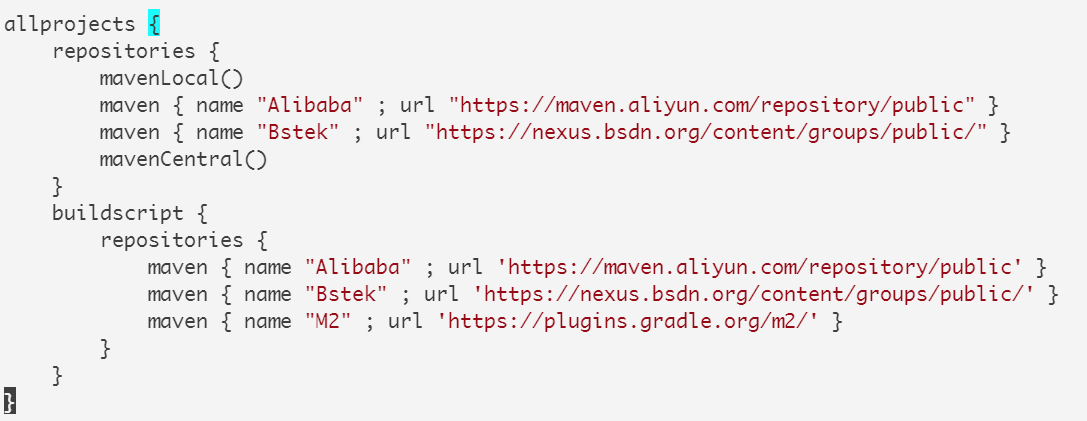 allprojects {
    repositories {
        mavenLocal()
        maven { name "Alibaba" ; url "https://maven.aliyun.com/repository/public" }
        maven { name "Bstek" ; url "https://nexus.bsdn.org/content/groups/public/" }
        mavenCentral()
    }
    buildscript {
        repositories {
            maven { name "Alibaba" ; url 'https://maven.aliyun.com/repository/public' }
            maven { name "Bstek" ; url 'https://nexus.bsdn.org/content/groups/public/' }
            maven { name "M2" ; url 'https://plugins.gradle.org/m2/' }
        }
    }
}